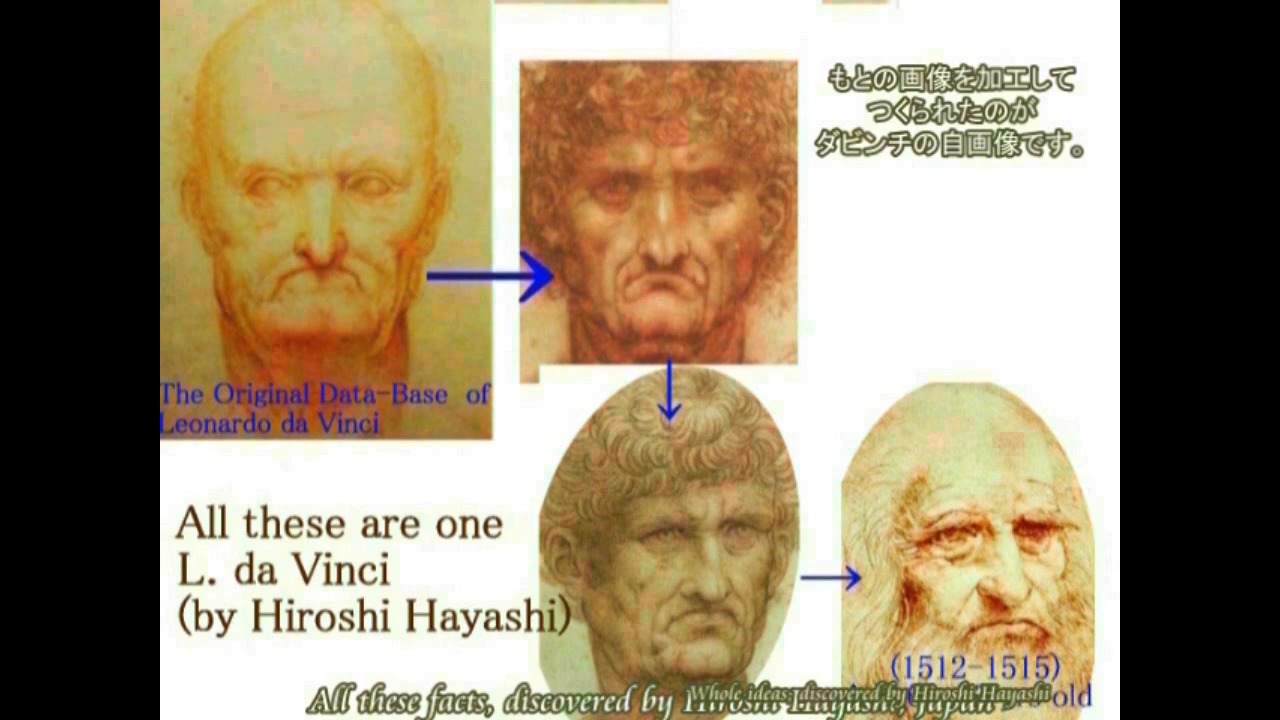 もとの画像を加工して
つくられたのが
ダビンチの自画像です。
The Original Data-Base of
Leonardo da Vinci
All these are one
L. da Vinci
(by Hiroshi Hayashi)
(1512-1515)
old
All these facts, discovered by Hiroshi Hayashi, Japan
Whole ideas, discovered by Hiroshi Hayashi